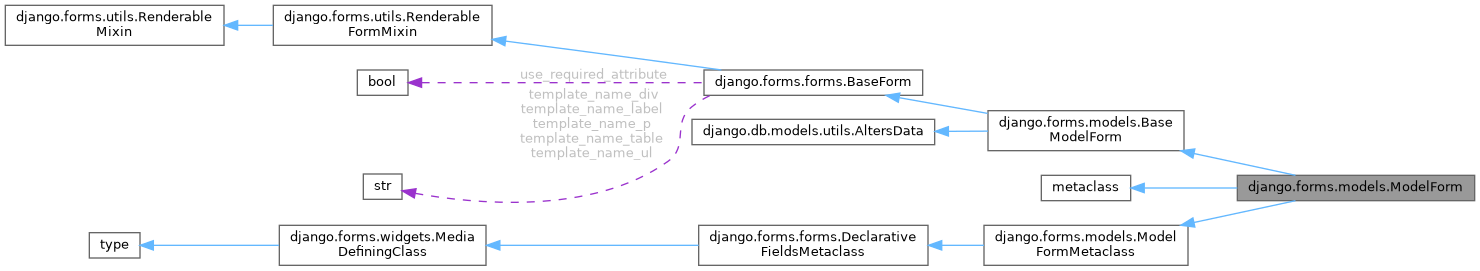 django.forms.utils.Renderable
Mixin
django.forms.utils.Renderable
FormMixin
bool
use_required_attribute
django.forms.forms.BaseForm
template_name_div
template_name_label
template_name_p
template_name_table
template_name_ul
django.db.models.utils.AltersData
django.forms.models.Base
ModelForm
str
metaclass
django.forms.models.ModelForm
type
django.forms.widgets.Media
DefiningClass
django.forms.forms.Declarative
FieldsMetaclass
django.forms.models.Model
FormMetaclass